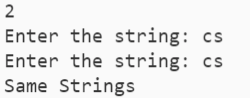 2
Enter the string: cs
Enter the string: cs
Same Strings